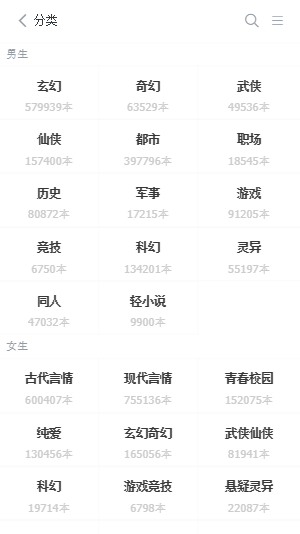 分类
男生
玄幻 奇幻 武侠
579939本 63529本 49536本
仙侠 都市 职场
157400本 397796本 18545本
历史 军事 游戏
80872本 17215本 91205本
竞技 科幻 灵异
6750本 134201本 55197本
同人 轻小说
47032本 9900本
女生
古代言情 现代言情 青春校园
600407本 755136本 152075本
纯爱 玄幻奇幻 武侠仙侠
130456本 165056本 81941本
科幻 游戏竞技 悬疑灵异
19714本 6798本 22087本